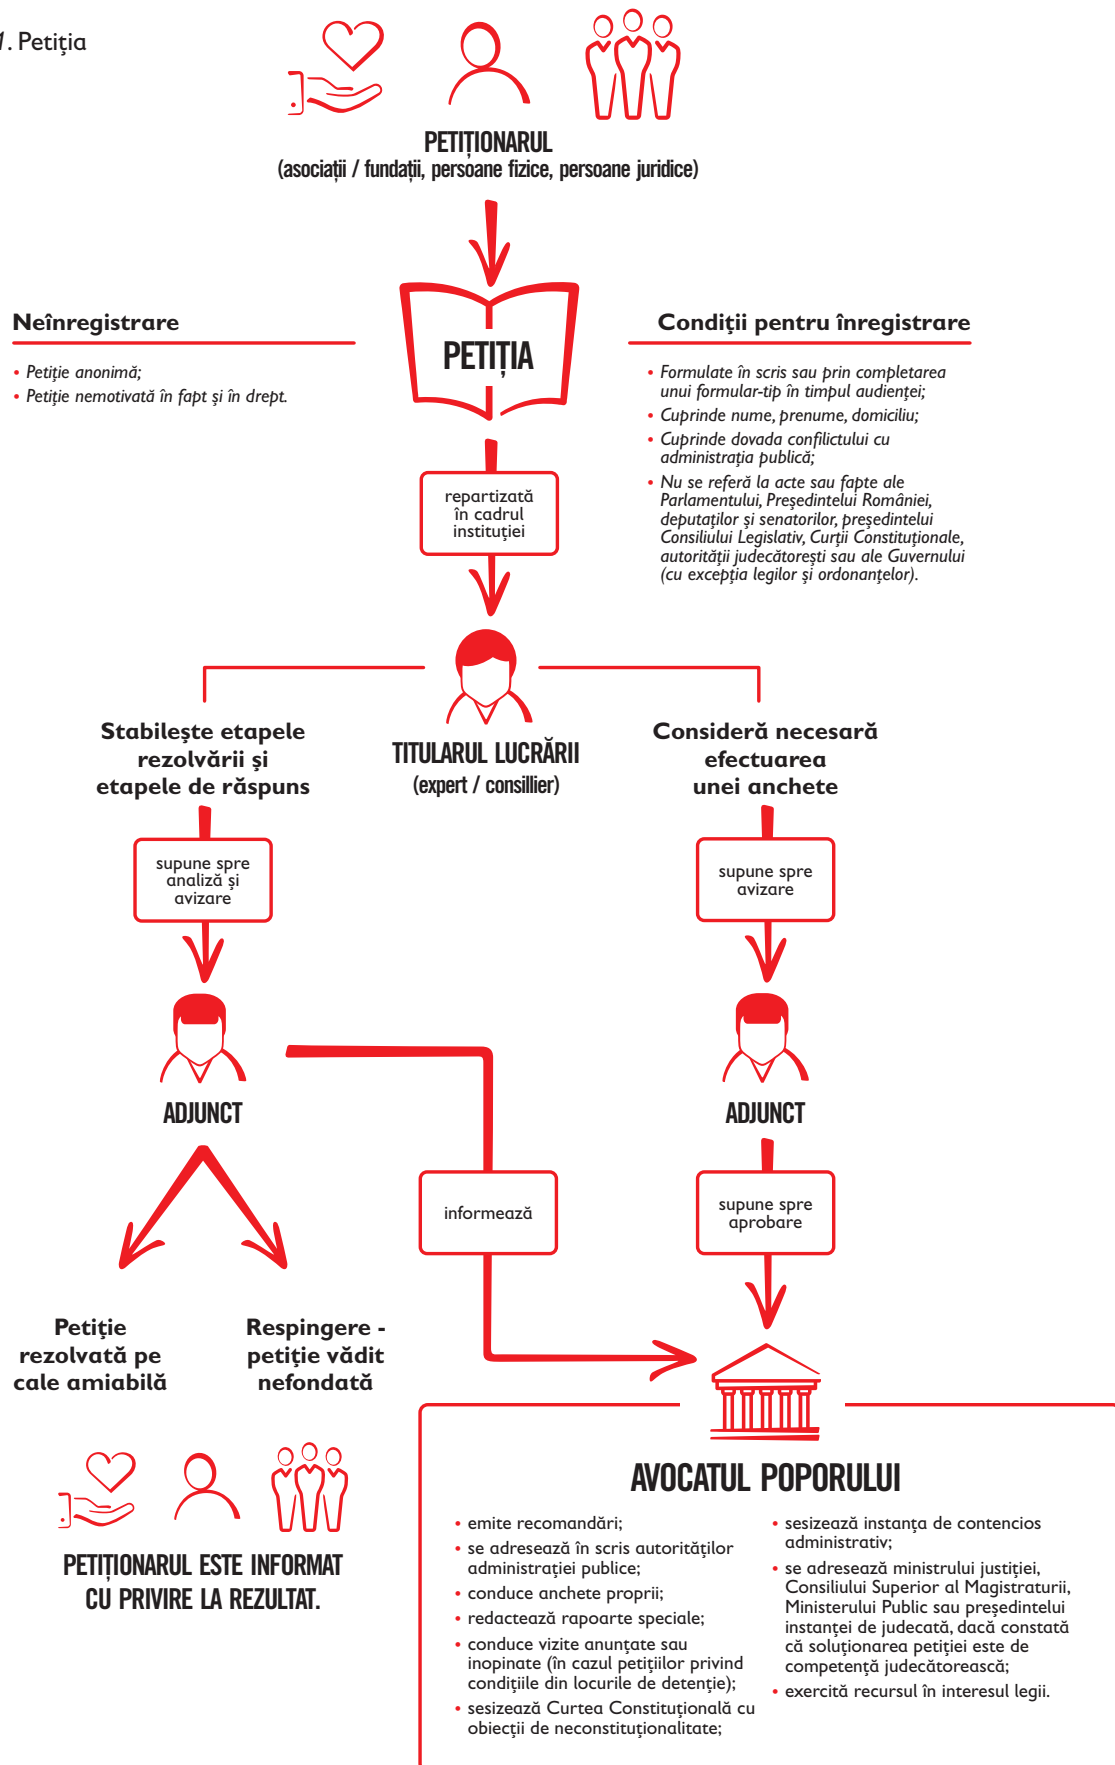 1. Petiția
PETIȚIONARUL
(asociații / fundații, persoane fizice, persoane juridice)
Neînregistrare
• Petiție anonimă;
• Petiție nemotivată în fapt și în drept.
PETIȚIA
Condiții pentru înregistrare
• Formulate în scris sau prin completarea
unui formular-tip în timpul audienței;
• Cuprinde nume, prenume, domiciliu;
• Cuprinde dovada confilictului cu
administrația publică;
• Nu se referă la acte sau fapte ale
Parlamentului, Președintelui României,
deputaților și senatorilor, președintelui
Consiliului Legislativ, Curții Constituționale,
autorității judecătorești sau ale Guvernului
(cu excepția legilor și ordonanțelor).
repartizată
în cadrul
instituției
Stabilește etapele
rezolvării și
etapele de răspuns
TITULARUL LUCRĂRII
(expert / consillier)
Consideră necesară
efectuarea
unei anchete
supune spre
analiză și
avizare
supune spre
avizare
ADJUNCT
ADJUNCT
informează
supune spre
aprobare
Petiție
rezolvată pe
cale amiabilă
Respingere -
petiție vădit
nefondată
PETIȚIONARUL ESTE INFORMAT
CU PRIVIRE LA REZULTAT.
AVOCATUL POPORULUI
• emite recomandări;
• se adresează în scris autorităților
administrației publice;
• conduce anchete proprii;
• redactează rapoarte speciale;
• conduce vizite anunțate sau
inopinate (în cazul petițiilor privind
condițiile din locurile de detenție);
• sesizează Curtea Constituțională cu
obiecții de neconstituționalitate;
• sesizează instanța de contencios
administrativ;
• se adresează ministrului justiției,
Consiliului Superior al Magistraturii,
Ministerului Public sau președintelui
instanței de judecată, dacă constată
că soluționarea petiției este de
competență judecătorească;
• exercită recursul în interesul legii.